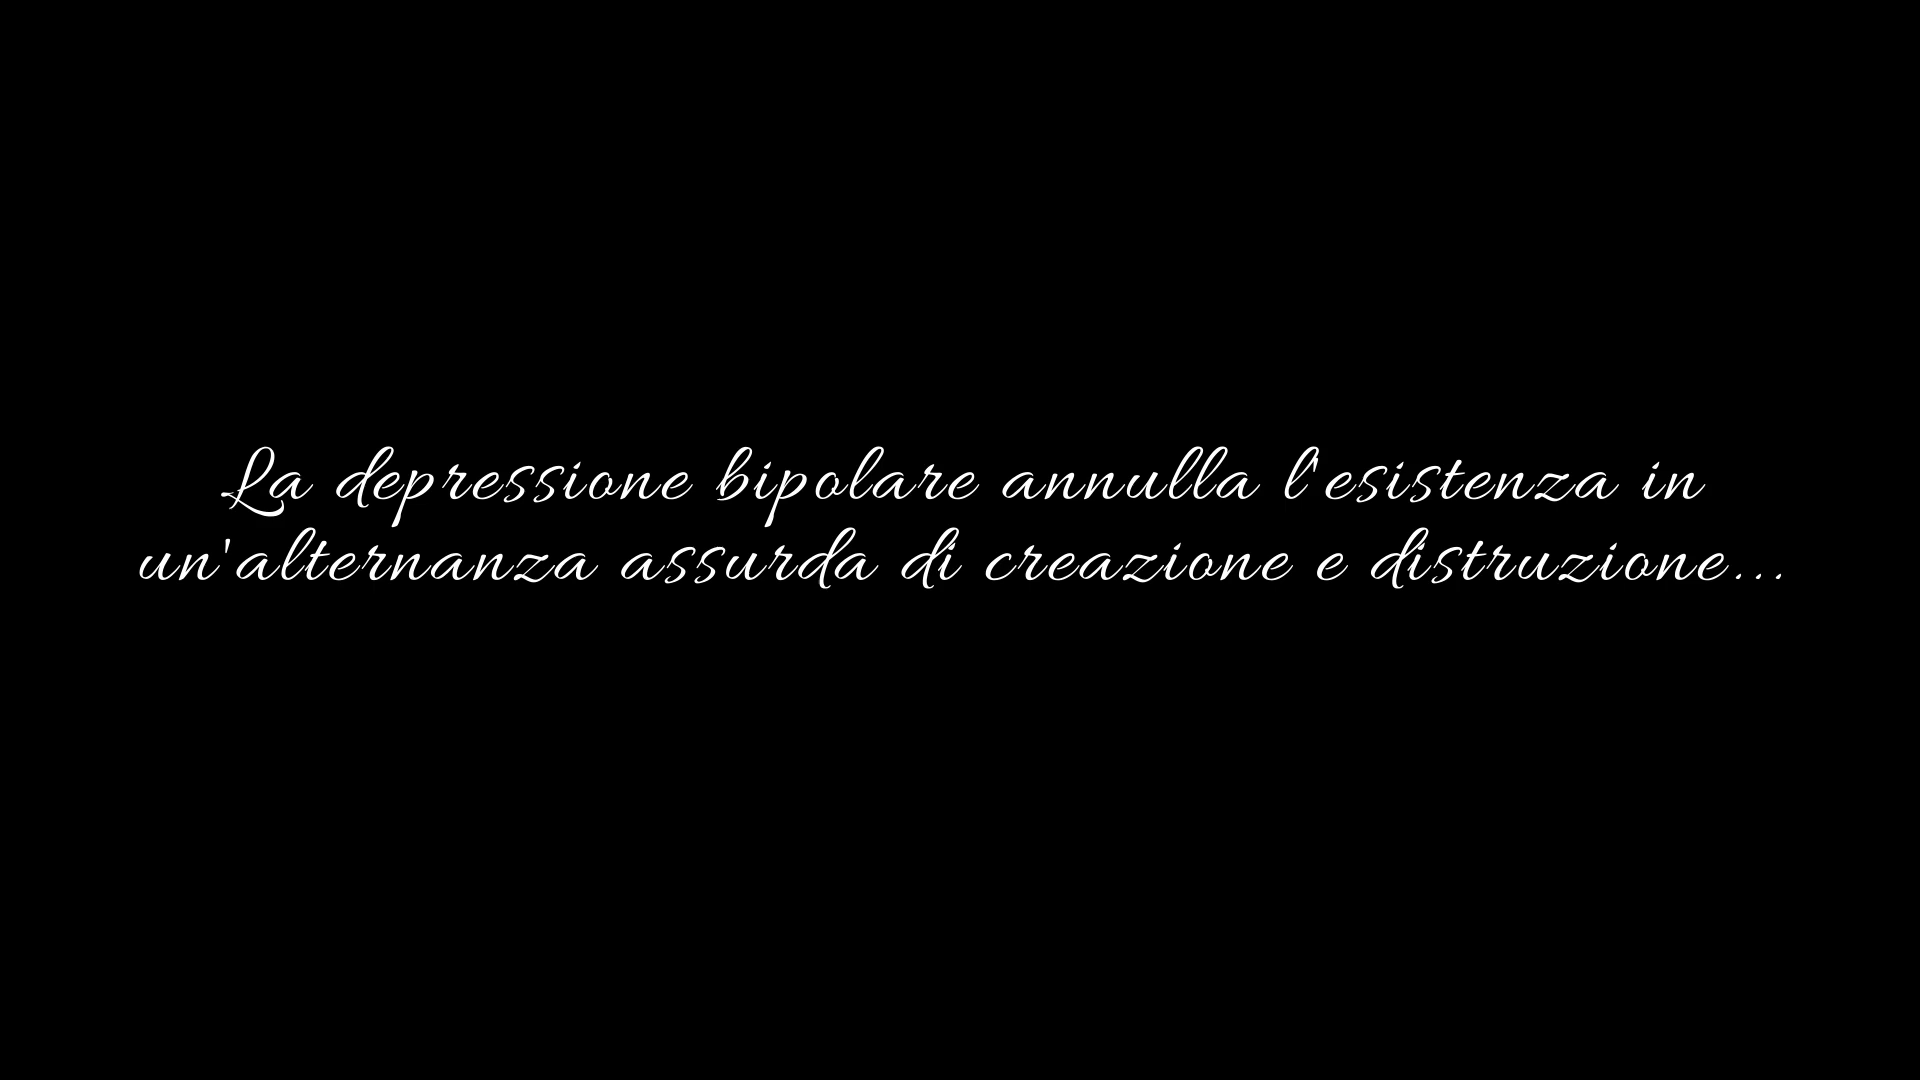 La depressione bipolare annulla l'esistenza in
un'alternanza assurda di creazione e distruzione...